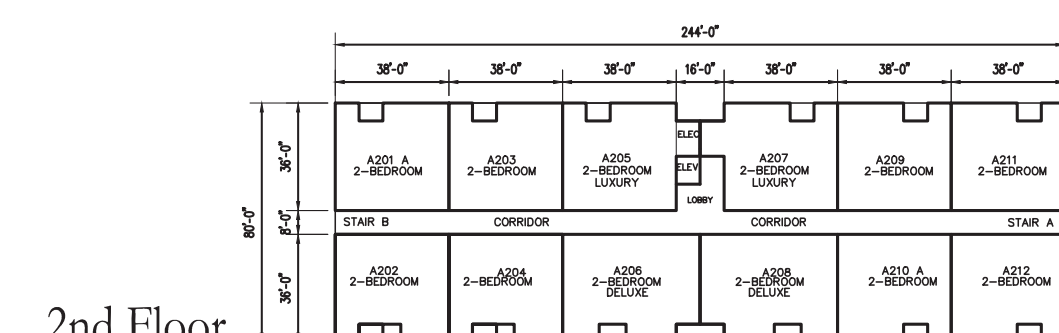 244'-0"
38'-0" 38'-0" 38'-0" 16'-0" 38'-0" 38'-0" 38'-0"
ELEC
36'-0"
A201 A
2-BEDROOM
A203
2-BEDROOM
A205
2-BEDROOM
LUXURY
ELEV
A207
2-BEDROOM
LUXURY
A209
2-BEDROOM
A211
2-BEDROOM
LOBBY
80'-0"
8'-0"
STAIR B CORRIDOR CORRIDOR STAIR A
36'-0"
A202
2-BEDROOM
A204
2-BEDROOM
A206
2-BEDROOM
DELUXE
A208
2-BEDROOM
DELUXE
A210 A
2-BEDROOM
A212
2-BEDROOM
2nd Floor